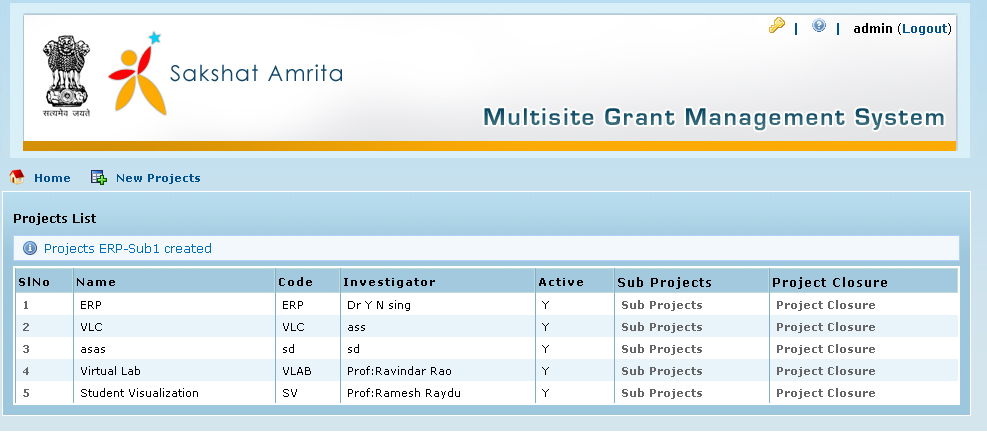 | | admin (Logout)
Sakshat Amrita
सत्यमेव जयते
Multisite Grant Management System
Home New Projects
Projects List
Projects ERP-Sub1 created
SlNo Name Code Investigator Active Sub Projects Project Closure
1 ERP ERP Dr Y N sing Y Sub Projects Project Closure
2 VLC VLC ass Y Sub Projects Project Closure
3 asas sd sd Y Sub Projects Project Closure
4 Virtual Lab VLAB Prof:Ravindar Rao Y Sub Projects Project Closure
5 Student Visualization SV Prof:Ramesh Raydu Y Sub Projects Project Closure